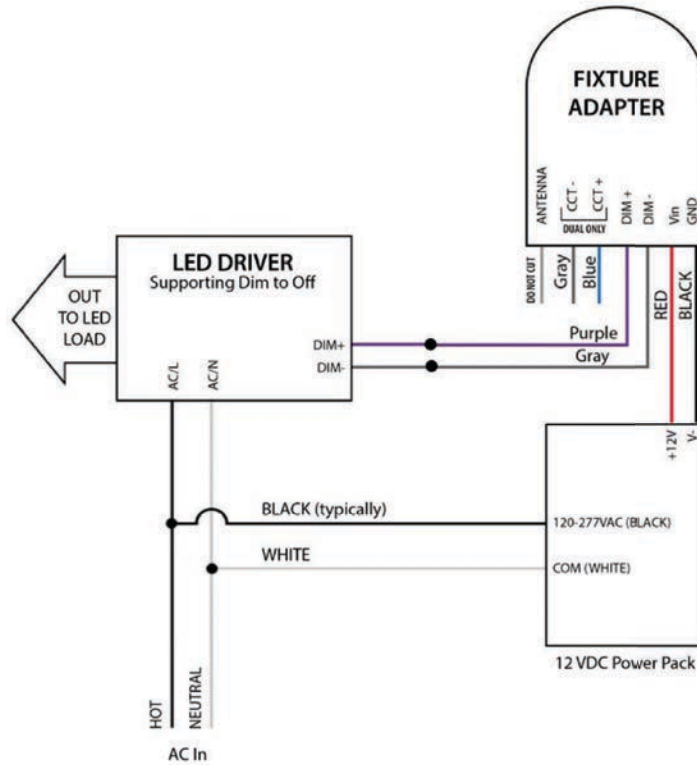 FIXTURE
ADAPTER
ANTENNA
CCT -
CCT +
DIM +
DIM -
Vin
GND
DUAL ONLY
DO NOT CUT
Gray
Blue
RED
BLACK
LED DRIVER
Supporting Dim to Off
OUT
TO LED
LOAD
DIM+
DIM-
Purple
Gray
AC/L
AC/N
+12V
V-
BLACK (typically)
120-277VAC (BLACK)
WHITE
COM (WHITE)
12 VDC Power Pack
HOT
NEUTRAL
AC In